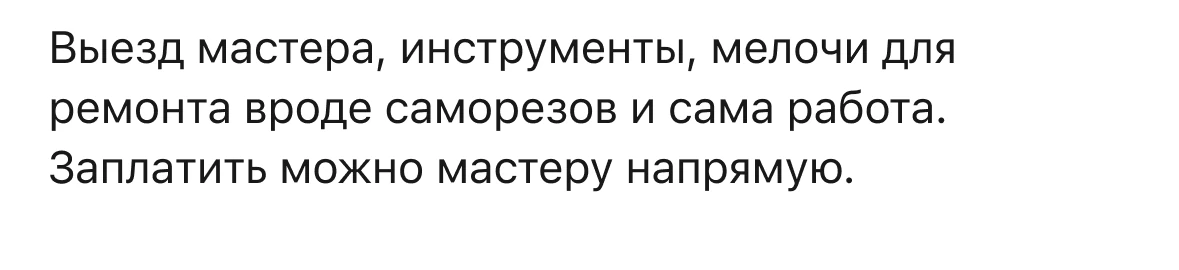 Выезд мастера, инструменты, мелочи для
ремонта вроде саморезов и сама работа.
Заплатить можно мастеру напрямую.